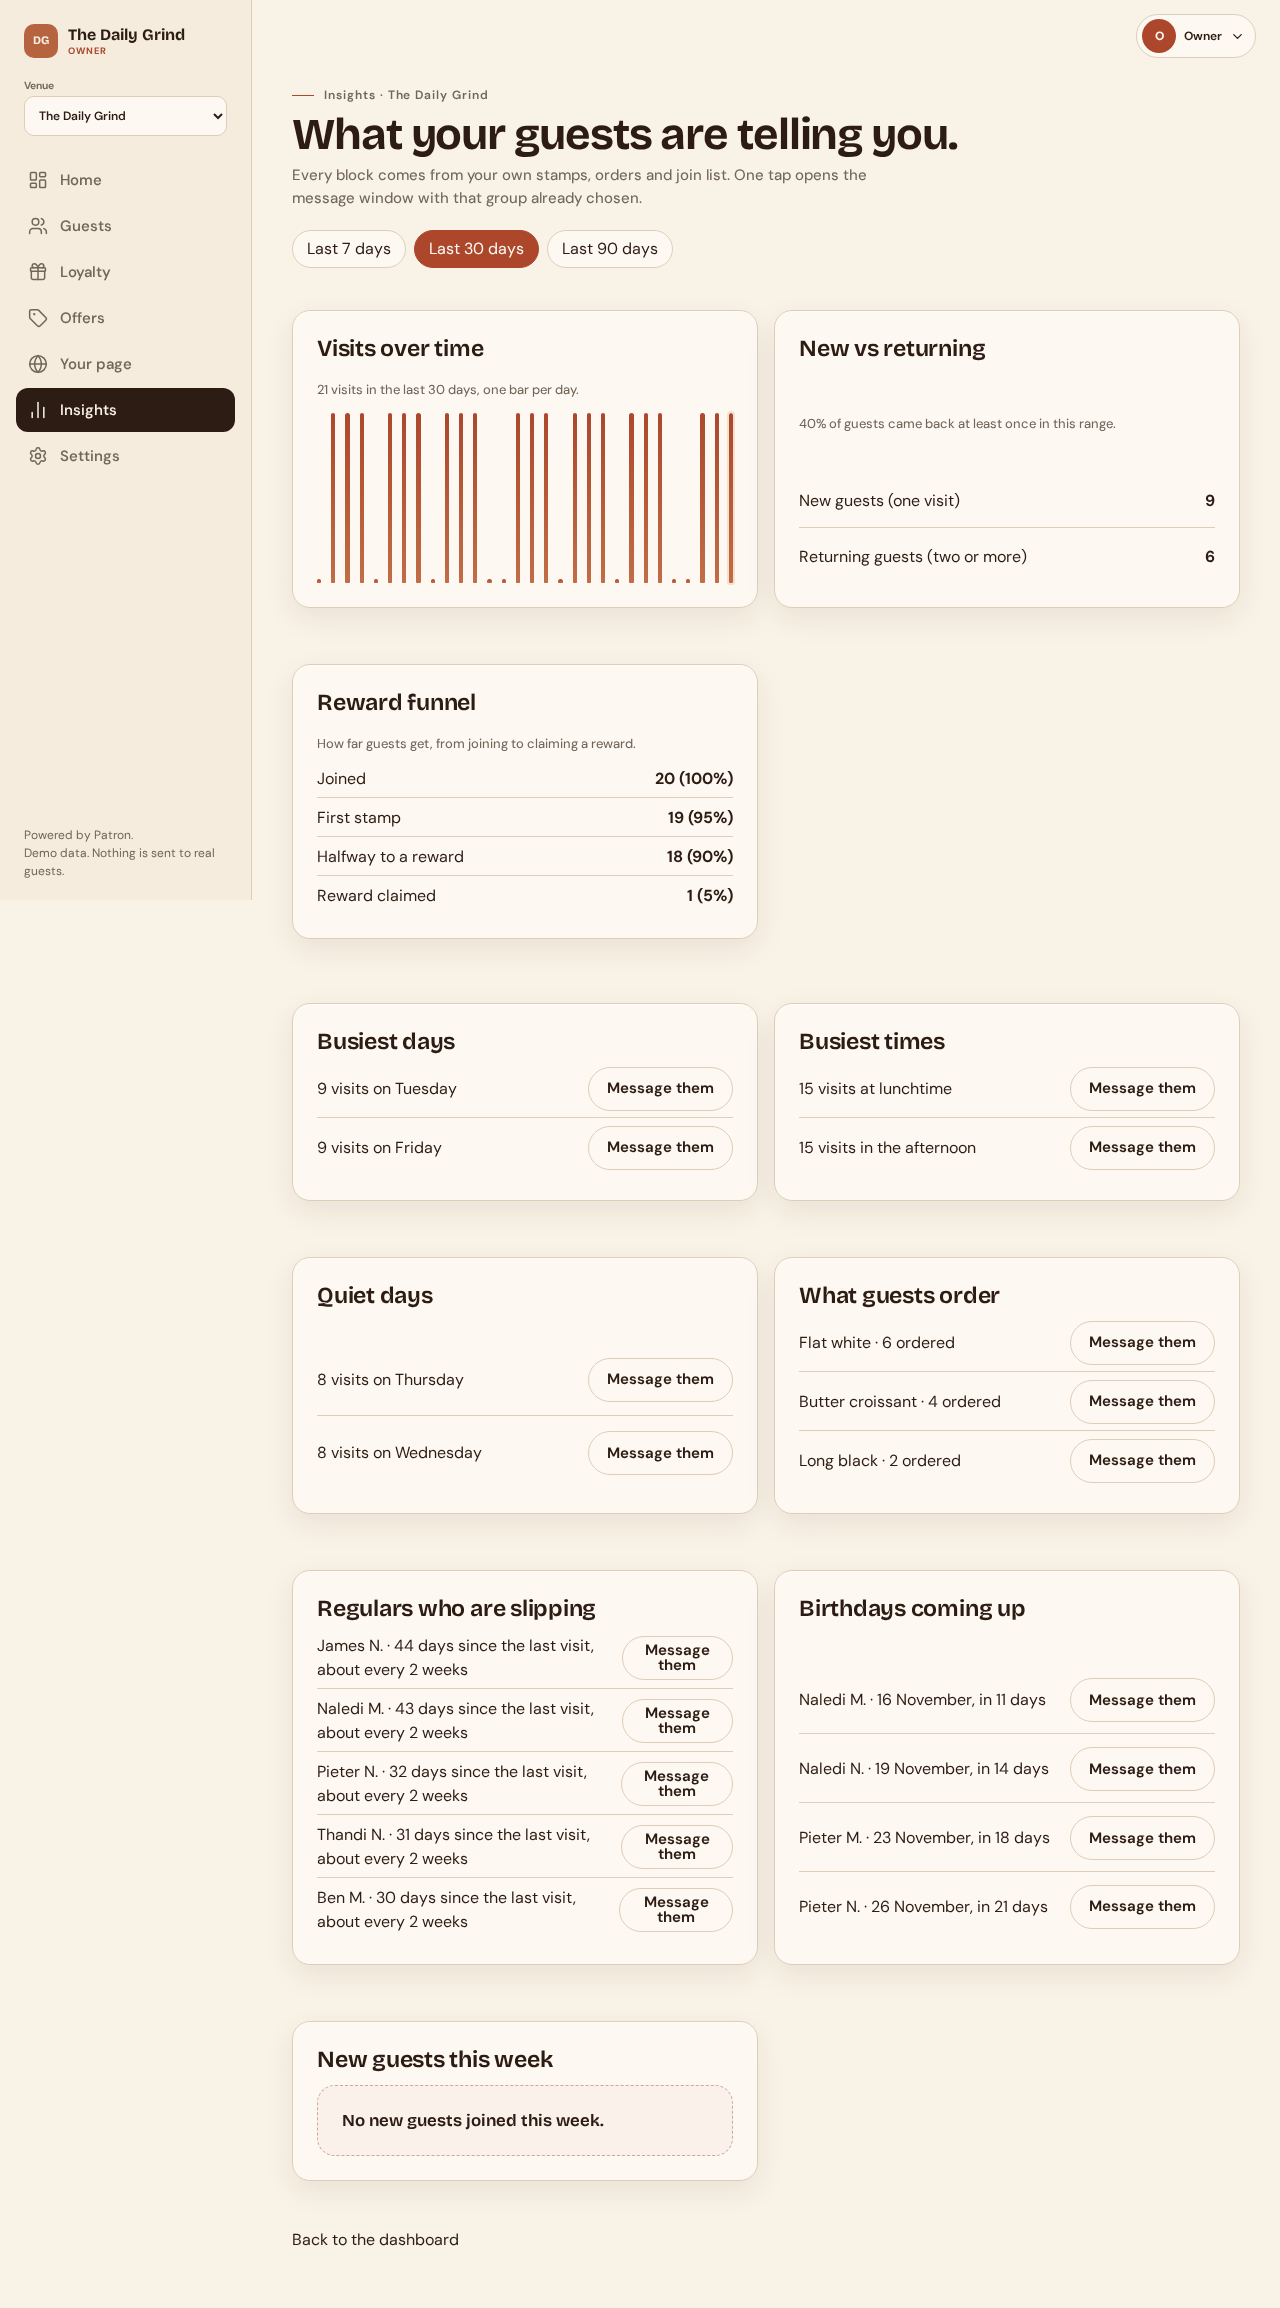 DG
The Daily Grind
OWNER
Venue
The Daily Grind
Home
Guests
Loyalty
Offers
Your page
Insights
Settings
Powered by Patron.
Demo data. Nothing is sent to real
guests.
O
Owner
Insights · The Daily Grind
What your guests are telling you.
Every block comes from your own stamps, orders and join list. One tap opens the
message window with that group already chosen.
Last 7 days
Last 30 days
Last 90 days
Visits over time
21 visits in the last 30 days, one bar per day.
New vs returning
40% of guests came back at least once in this range.
New guests (one visit) 9
Returning guests (two or more) 6
Reward funnel
How far guests get, from joining to claiming a reward.
Joined 20 (100%)
First stamp 19 (95%)
Halfway to a reward 18 (90%)
Reward claimed 1 (5%)
Busiest days
9 visits on Tuesday Message them
9 visits on Friday Message them
Busiest times
15 visits at lunchtime Message them
15 visits in the afternoon Message them
Quiet days
8 visits on Thursday Message them
8 visits on Wednesday Message them
What guests order
Flat white · 6 ordered Message them
Butter croissant · 4 ordered Message them
Long black · 2 ordered Message them
Regulars who are slipping
James N. · 44 days since the last visit,
about every 2 weeks
Message
them
Naledi M. · 43 days since the last visit,
about every 2 weeks
Message
them
Pieter N. · 32 days since the last visit,
about every 2 weeks
Message
them
Thandi N. · 31 days since the last visit,
about every 2 weeks
Message
them
Ben M. · 30 days since the last visit,
about every 2 weeks
Message
them
Birthdays coming up
Naledi M. · 16 November, in 11 days Message them
Naledi N. · 19 November, in 14 days Message them
Pieter M. · 23 November, in 18 days Message them
Pieter N. · 26 November, in 21 days Message them
New guests this week
No new guests joined this week.
Back to the dashboard